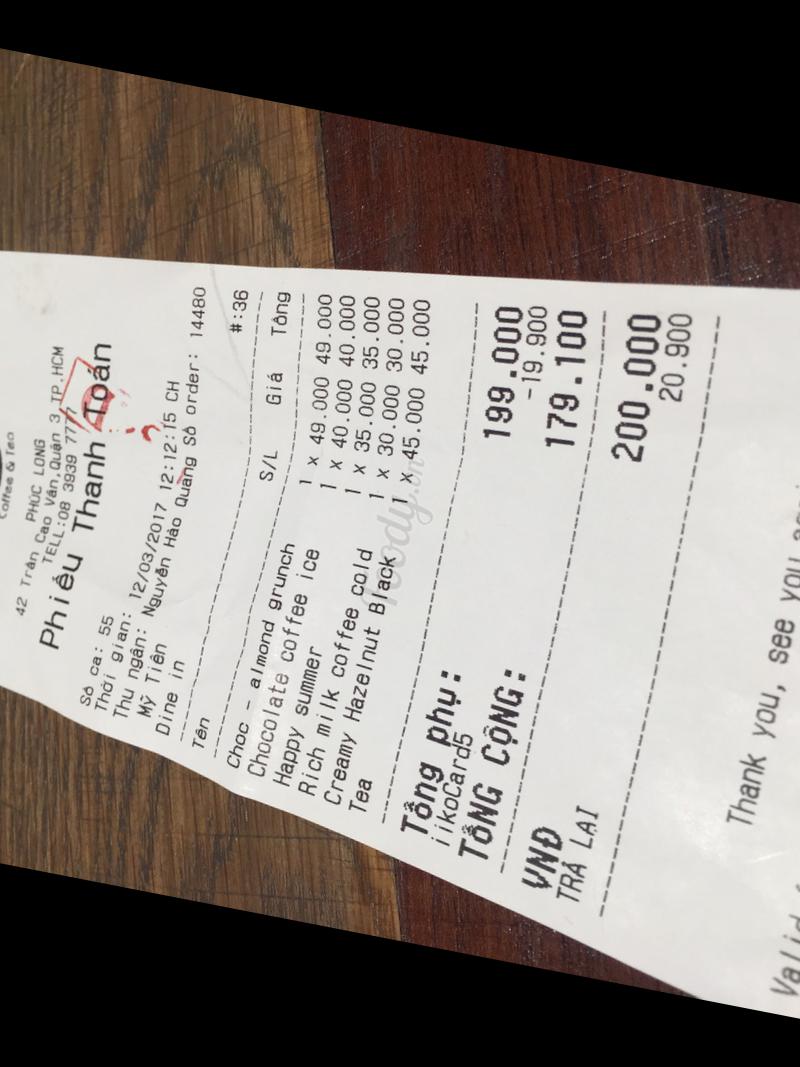 Coffee & Tea
PHÚC LONG
42 Trần Cao Vân,Quận 3,TP.HCM
TELL:08 3939 7777
Phiếu Thanh Toán
Số ca: 55
Thời gian: 12/03/2017 12:12:15 CH
Thu ngân: Nguyễn Hảo Quang Số order: 14480
Mỹ Tiên
Dine in
#:36
Tên S/L Giá Tổng
Choc - almond grunch 1 x 49.000 49.000
Chocolate coffee ice 1 x 40.000 40.000
Happy summer 1 x 35.000 35.000
Rich milk coffee cold 1 x 30.000 30.000
Creamy Hazelnut Black 1 x 45.000 45.000
Tea
Tổng phụ: 199.000
iikoCard5 -19.900
TỔNG CỘNG: 179.100
VNĐ 200.000
TRẢ LẠI 20.900
Thank you, see you
Valid
foody.vn